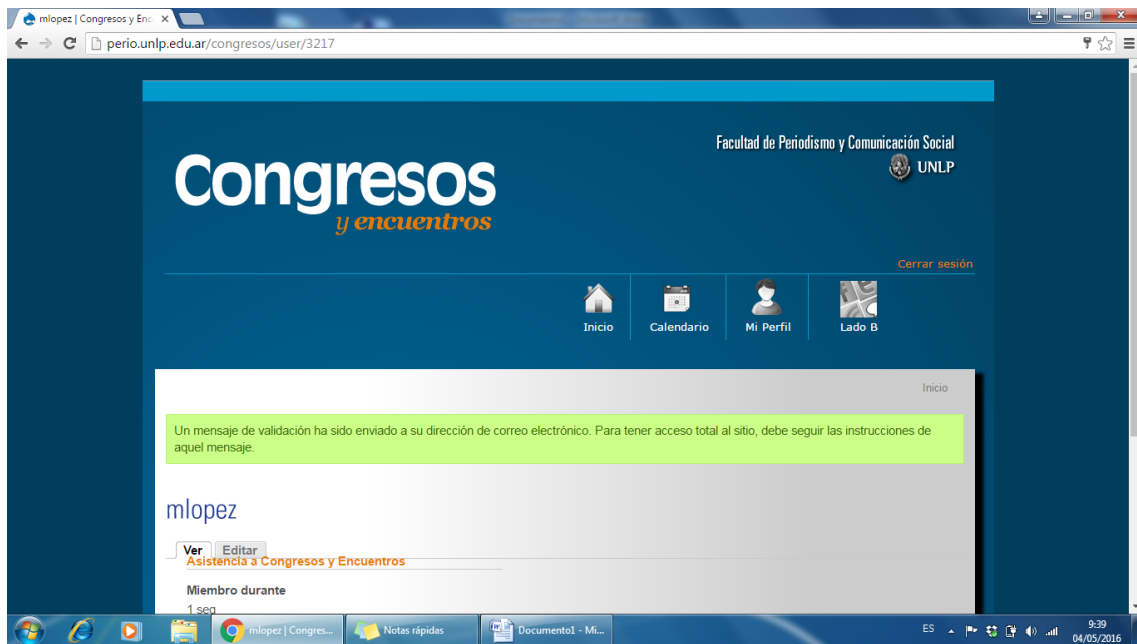 mlopez | Congresos y Enc
perio.unlp.edu.ar/congresos/user/3217
Facultad de Periodismo y Comunicación Social
UNLP
Congresos
y encuentros
Cerrar sesión
Inicio
Calendario
Mi Perfil
Lado B
Inicio
Un mensaje de validación ha sido enviado a su dirección de correo electrónico. Para tener acceso total al sitio, debe seguir las instrucciones de
aquel mensaje.
mlopez
Ver
Editar
Asistencia a Congresos y Encuentros
Miembro durante
1 seg
mlopez | Congres...
Notas rápidas
Documento1 - Mi...
ES
9:39
04/05/2016